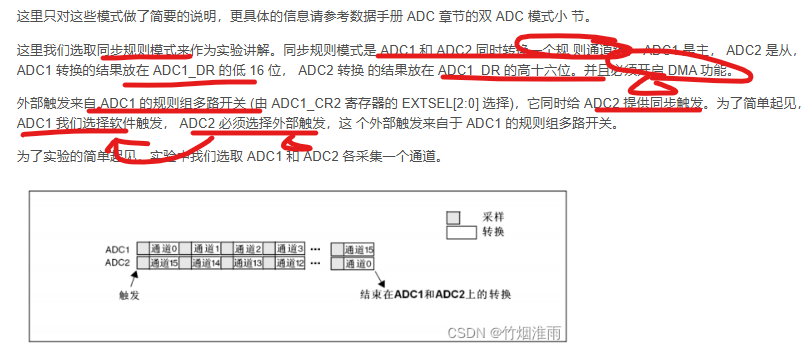 这里只对这些模式做了简要的说明，更具体的信息请参考数据手册 ADC 章节的双 ADC 模式小 节。
这里我们选取同步规则模式来作为实验讲解。同步规则模式是 ADC1 和 ADC2 同时转换一个规 则通道组，ADC1 是主， ADC2 是从，
ADC1 转换的结果放在 ADC1_DR 的低 16 位， ADC2 转换 的结果放在 ADC1_DR 的高十六位。并且必须开启 DMA 功能。
外部触发来自 ADC1 的规则组多路开关 (由 ADC1_CR2 寄存器的 EXTSEL[2:0] 选择)，它同时给 ADC2 提供同步触发。为了简单起见，
ADC1 我们选择软件触发， ADC2 必须选择外部触发，这 个外部触发来自于 ADC1 的规则组多路开关。
为了实验的简单起见，实验中我们选取 ADC1 和 ADC2 各采集一个通道。
采样
转换
ADC1 通道0 通道1 通道2 通道3 ••• 通道15
ADC2 通道15 通道14 通道13 通道12 ••• 通道0
触发
结束在ADC1和ADC2上的转换
CSDN @竹烟淮雨